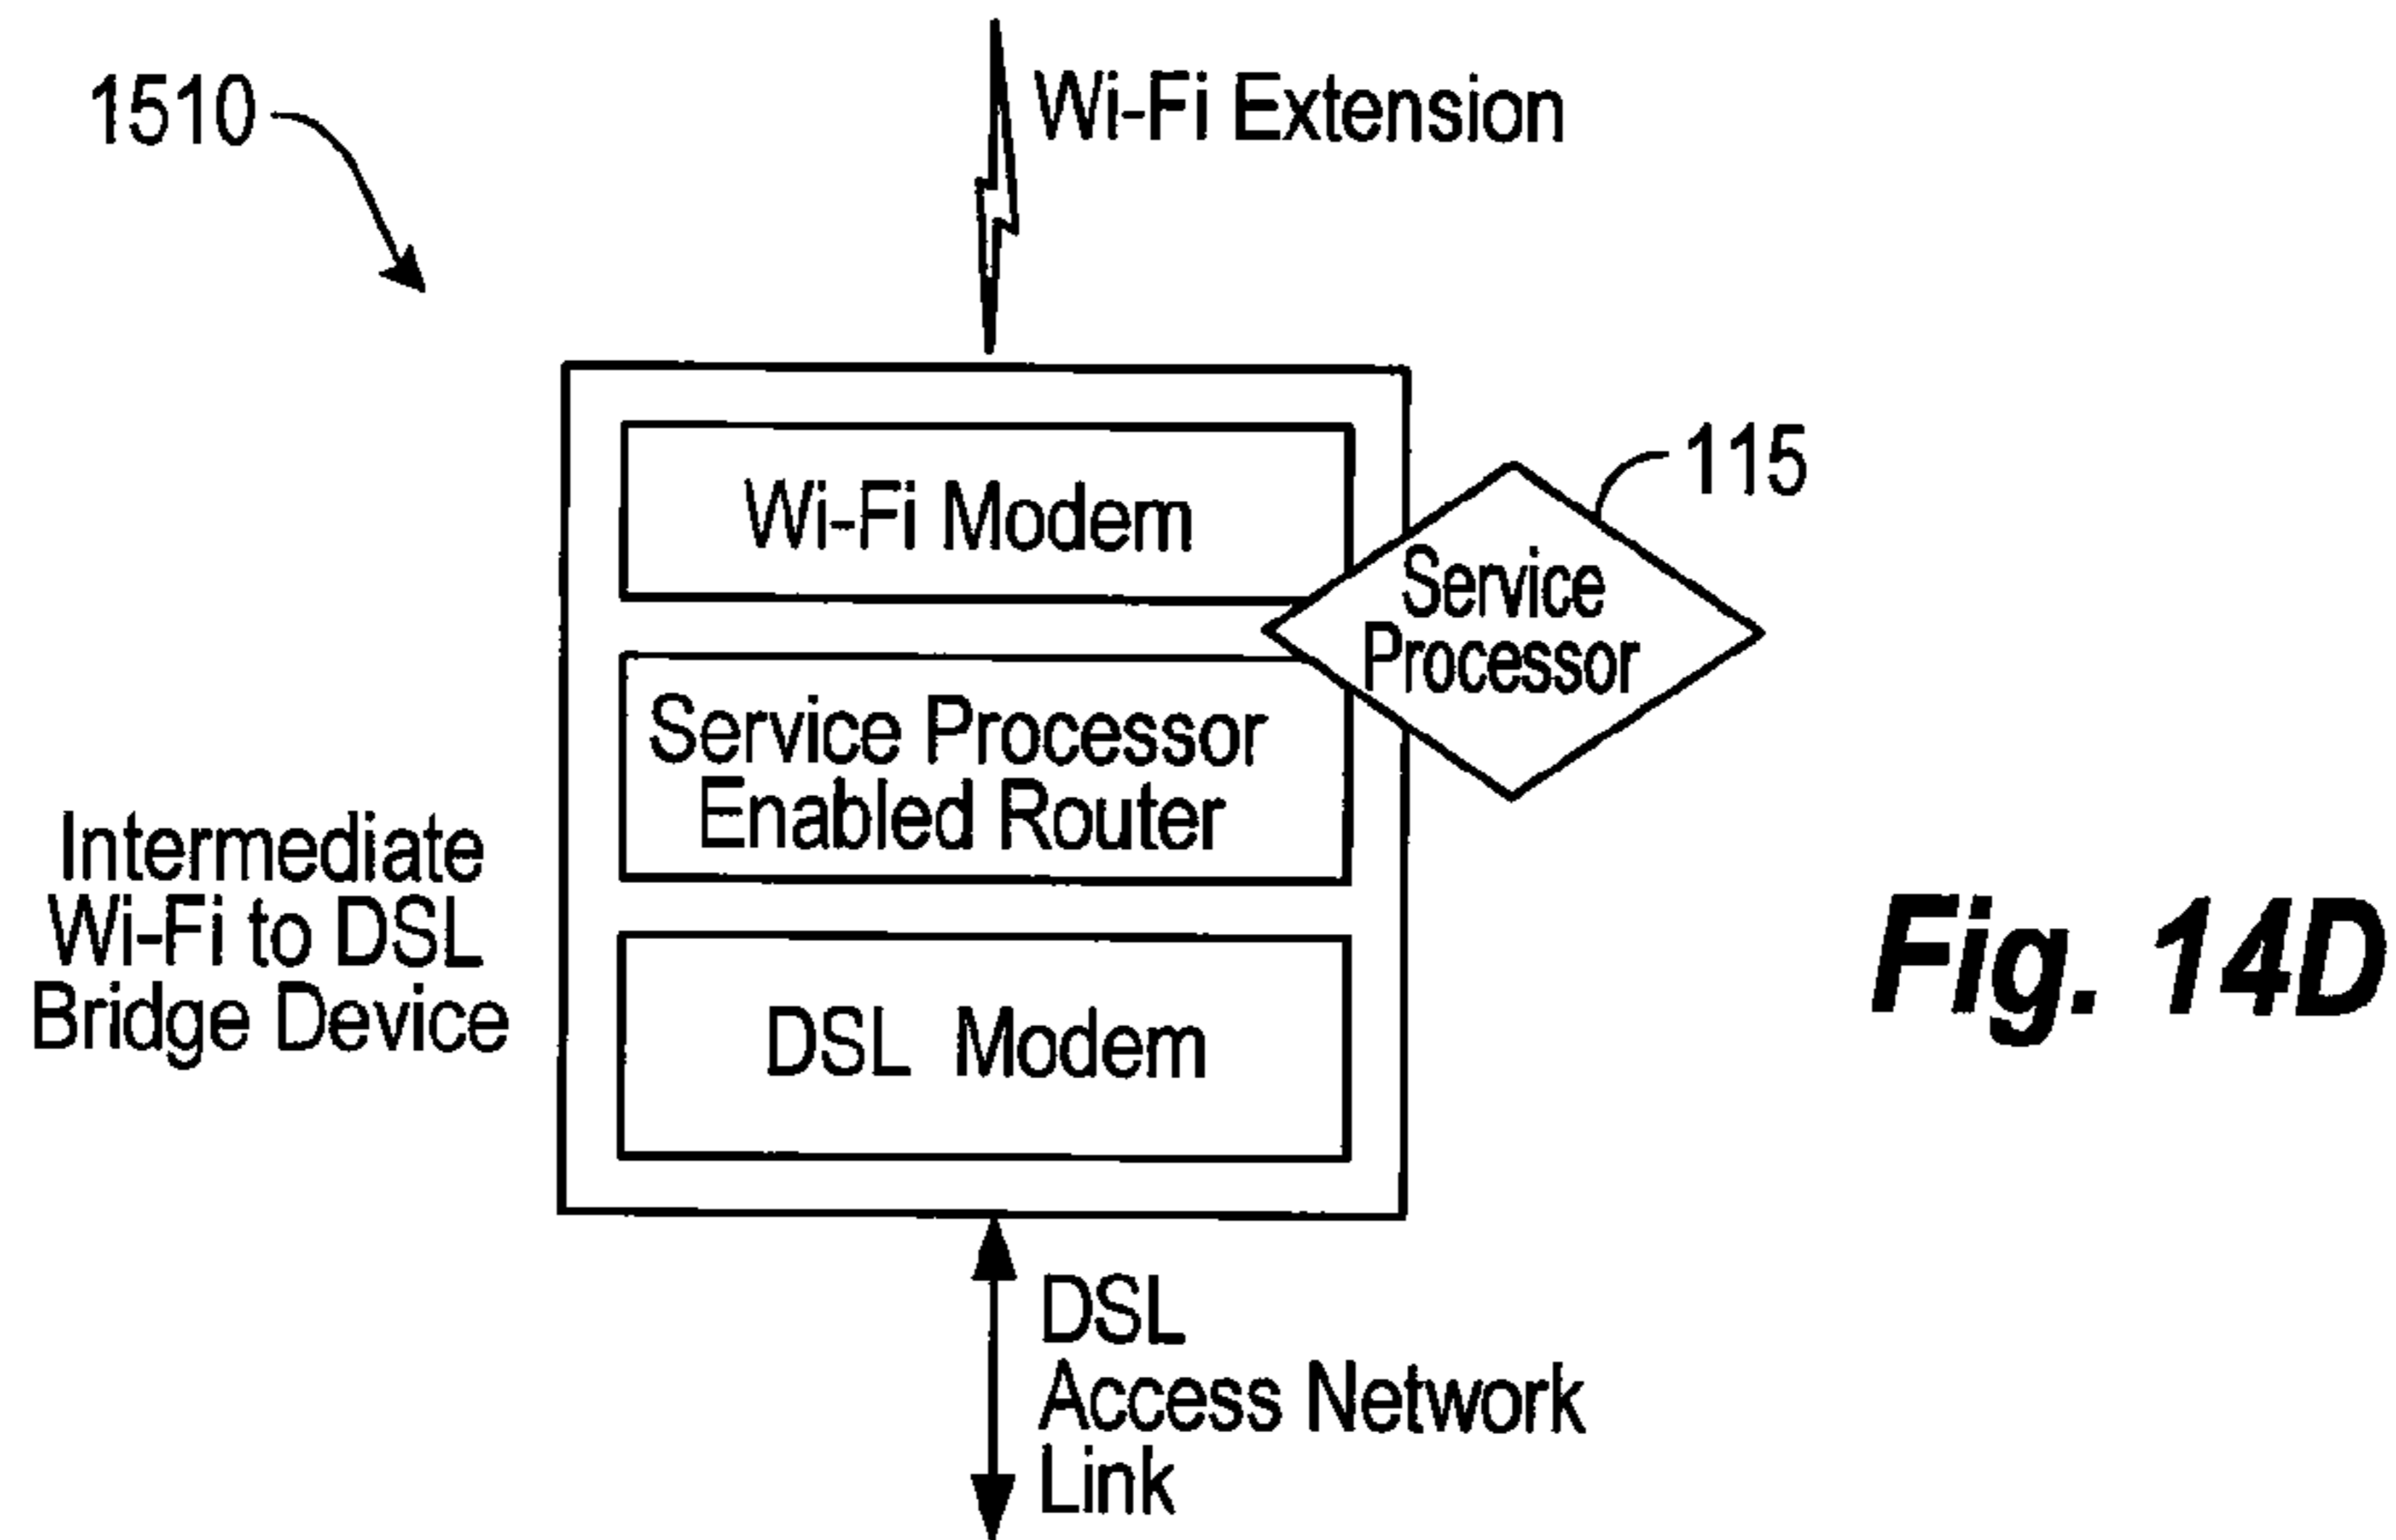 1510
Wi-Fi Extension
Wi-Fi Modem
115
Service
Processor
Service Processor
Enabled Router
Intermediate
Wi-Fi to DSL
Bridge Device
DSL Modem
Fig. 14D
DSL
Access Network
Link